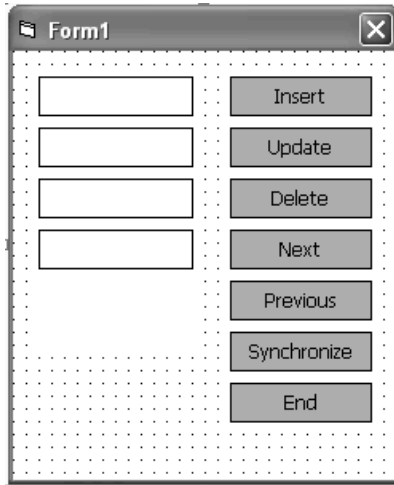 Form1
Insert
Update
Delete
Next
Previous
Synchronize
End